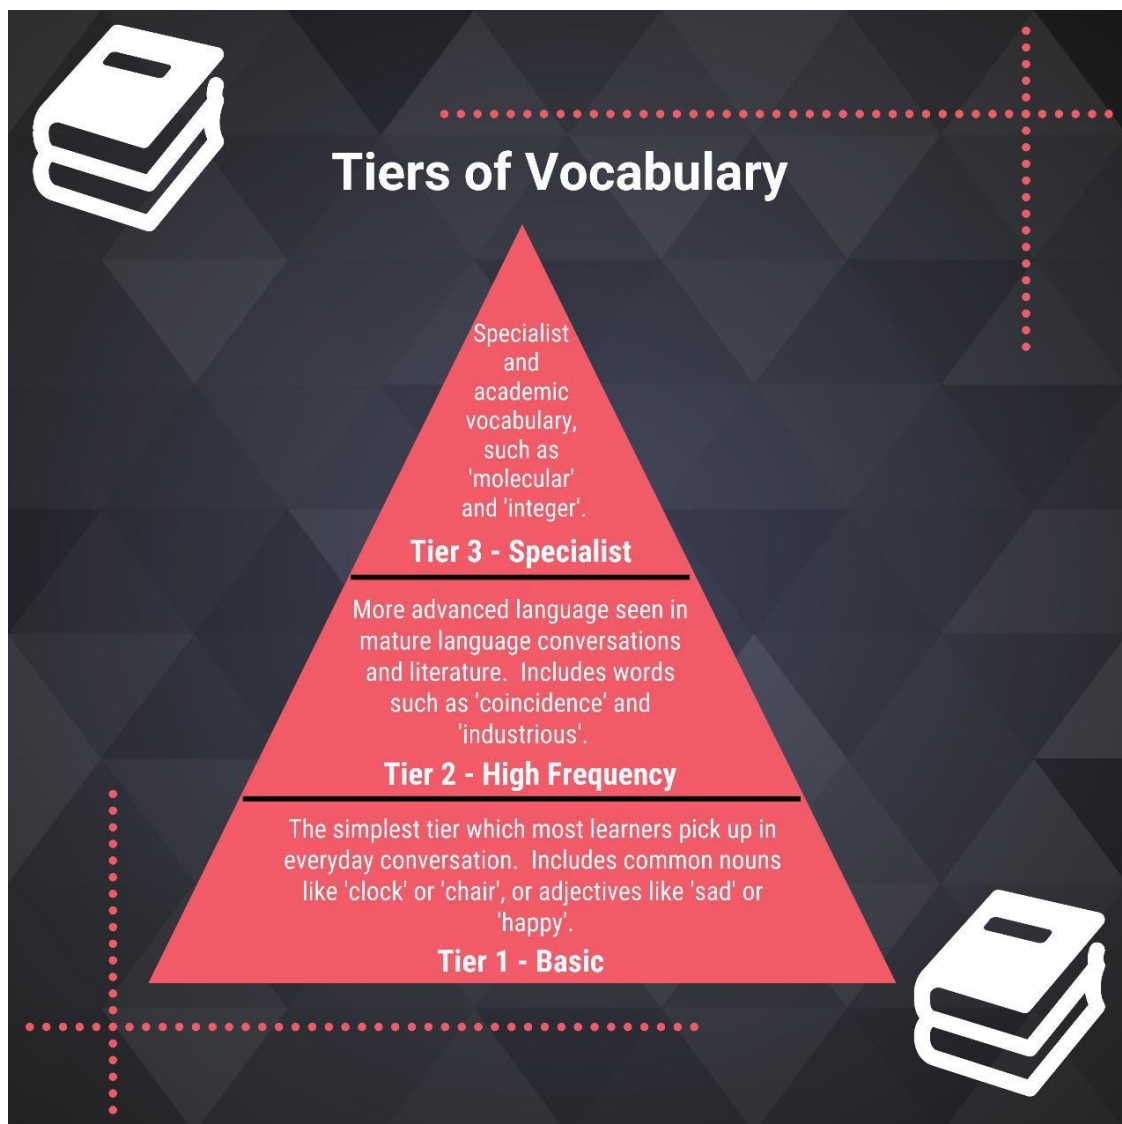 Tiers of Vocabulary
Specialist
and
academic
vocabulary,
such as
'molecular'
and 'integer'.
Tier 3 - Specialist
More advanced language seen in
mature language conversations
and literature.  Includes words
such as 'coincidence' and
'industrious'.
Tier 2 - High Frequency
The simplest tier which most learners pick up in
everyday conversation.  Includes common nouns
like 'clock' or 'chair', or adjectives like 'sad' or
'happy'.
Tier 1 - Basic